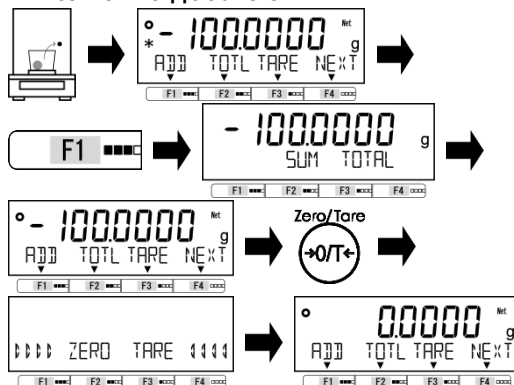 - 100.0000 Net
* g
ADD TOTL TARE NEXT
F1 F2 F3 F4
F1
- 100.0000 g
SUM TOTAL
F1 F2 F3 F4
- 100.0000 Net
g
ADD TOTL TARE NEXT
F1 F2 F3 F4
Zero/Tare
→0/T←
ZERO TARE
F1 F2 F3 F4
0.0000 Net
g
ADD TOTL TARE NEXT
F1 F2 F3 F4